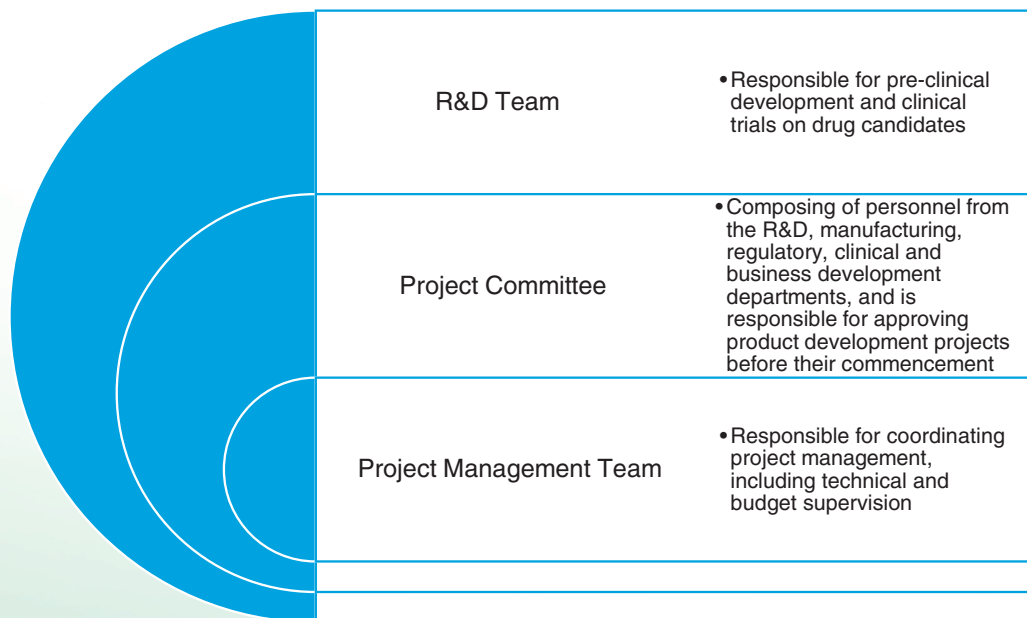 R&D Team
•Responsible for pre-clinical
development and clinical
trials on drug candidates
Project Committee
•Composing of personnel from
the R&D, manufacturing,
regulatory, clinical and
business development
departments, and is
responsible for approving
product development projects
before their commencement
Project Management Team
•Responsible for coordinating
project management,
including technical and
budget supervision